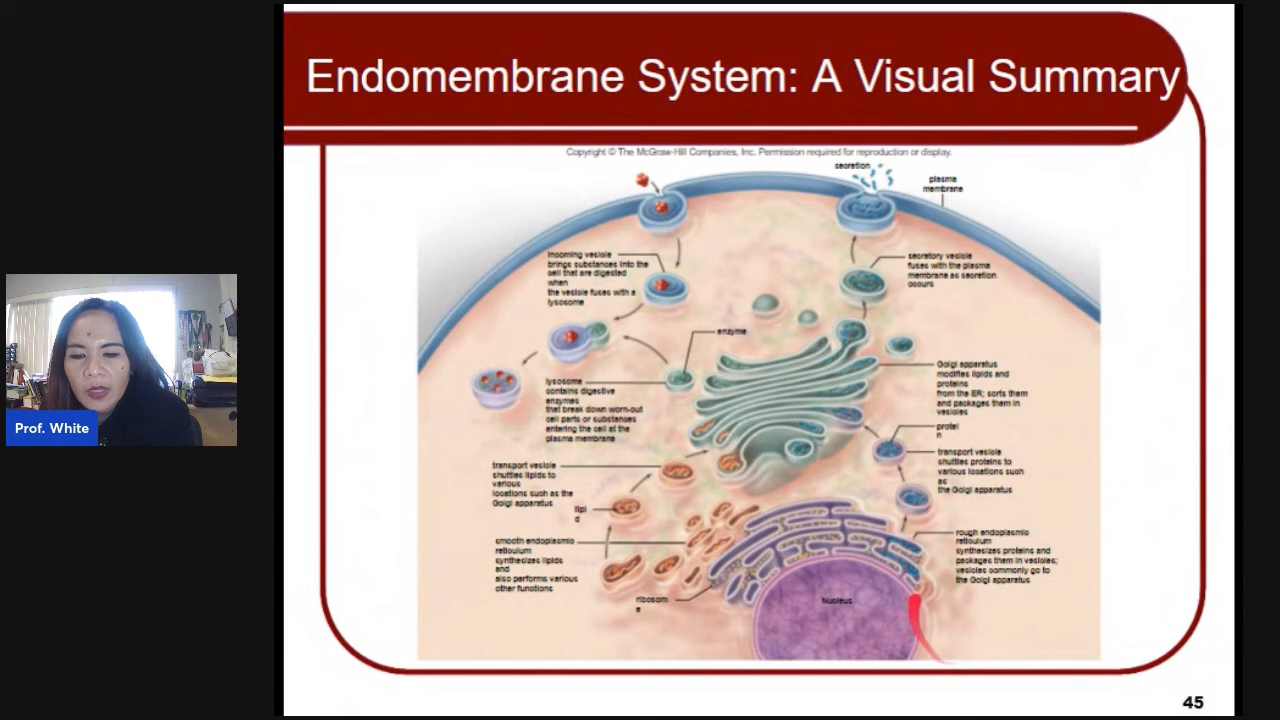 Endomembrane System: A Visual Summary
Copyright © The McGraw-Hill Companies, Inc. Permission required for reproduction or display.
secretion
plasma
membrane
incoming vesicle
brings substances into the
cell that are digested
when
the vesicle fuses with a
lysosome
secretory vesicle
fuses with the plasma
membrane as secretion
occurs
enzyme
lysosome
contains digestive
enzymes
that break down worn-out
cell parts or substances
entering the cell at the
plasma membrane
Golgi apparatus
modifies lipids and
proteins
from the ER; sorts them
and packages them in
vesicles
protei
n
transport vesicle
shuttles proteins to
various locations such
as
the Golgi apparatus
transport vesicle
shuttles lipids to
various
locations such as the
Golgi apparatus
lipi
d
smooth endoplasmic
reticulum
synthesizes lipids
and
also performs various
other functions
rough endoplasmic
reticulum
synthesizes proteins and
packages them in vesicles;
vesicles commonly go to
the Golgi apparatus
ribosom
e
Nucleus
Prof. White
45